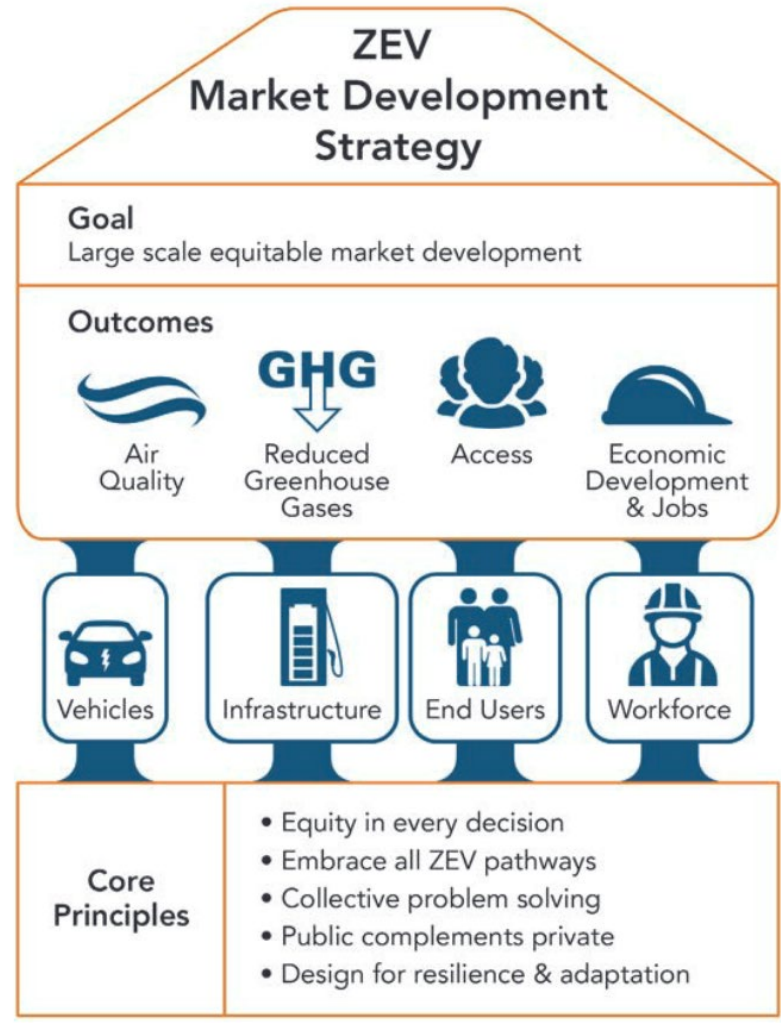 ZEV
Market Development
Strategy
Goal
Large scale equitable market development
Outcomes
GHG
Air
Quality
Reduced
Greenhouse
Gases
Access
Economic
Development
& Jobs
Vehicles
Infrastructure
End Users
Workforce
Core
Principles
• Equity in every decision
• Embrace all ZEV pathways
• Collective problem solving
• Public complements private
• Design for resilience & adaptation